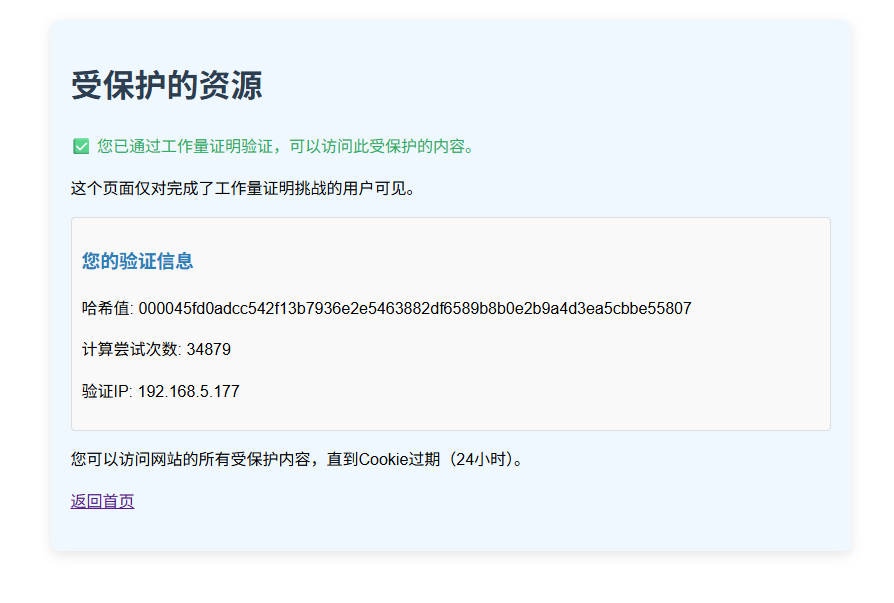 受保护的资源
✅ 您已通过工作量证明验证，可以访问此受保护的内容。
这个页面仅对完成了工作量证明挑战的用户可见。
您的验证信息
哈希值: 000045fd0adcc542f13b7936e2e5463882df6589b8b0e2b9a4d3ea5cbbe55807
计算尝试次数: 34879
验证IP: 192.168.5.177
您可以访问网站的所有受保护内容，直到Cookie过期（24小时）。
返回首页